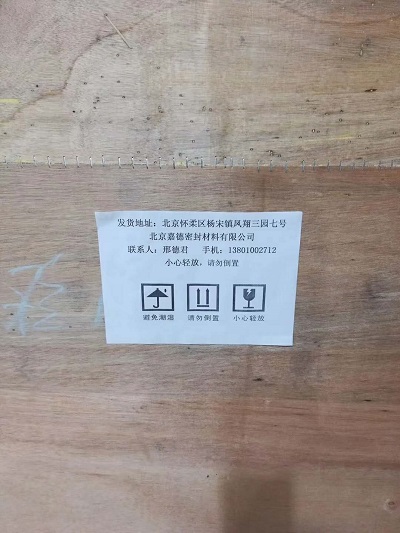 发货地址：北京怀柔区杨宋镇凤翔三园七号
北京嘉德密封材料有限公司
联系人：邢德君 手机：13801002712
小心轻放，请勿倒置
避免潮湿 请勿倒置 小心轻放